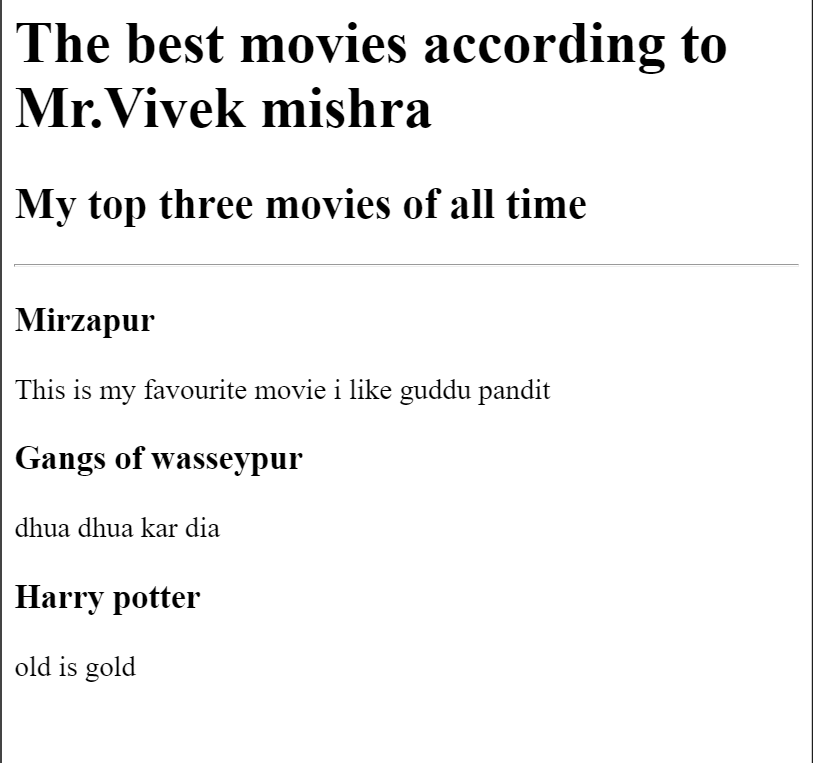 The best movies according to
Mr.Vivek mishra
My top three movies of all time
Mirzapur
This is my favourite movie i like guddu pandit
Gangs of wasseypur
dhua dhua kar dia
Harry potter
old is gold